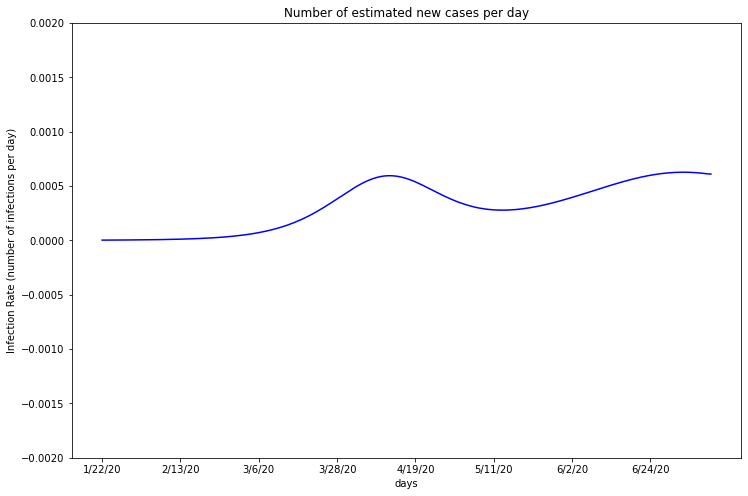 Number of estimated new cases per day
Infection Rate (number of infections per day)
0.0020
0.0015
0.0010
0.0005
0.0000
−0.0005
−0.0010
−0.0015
−0.0020
1/22/20 2/13/20 3/6/20 3/28/20 4/19/20 5/11/20 6/2/20 6/24/20
days